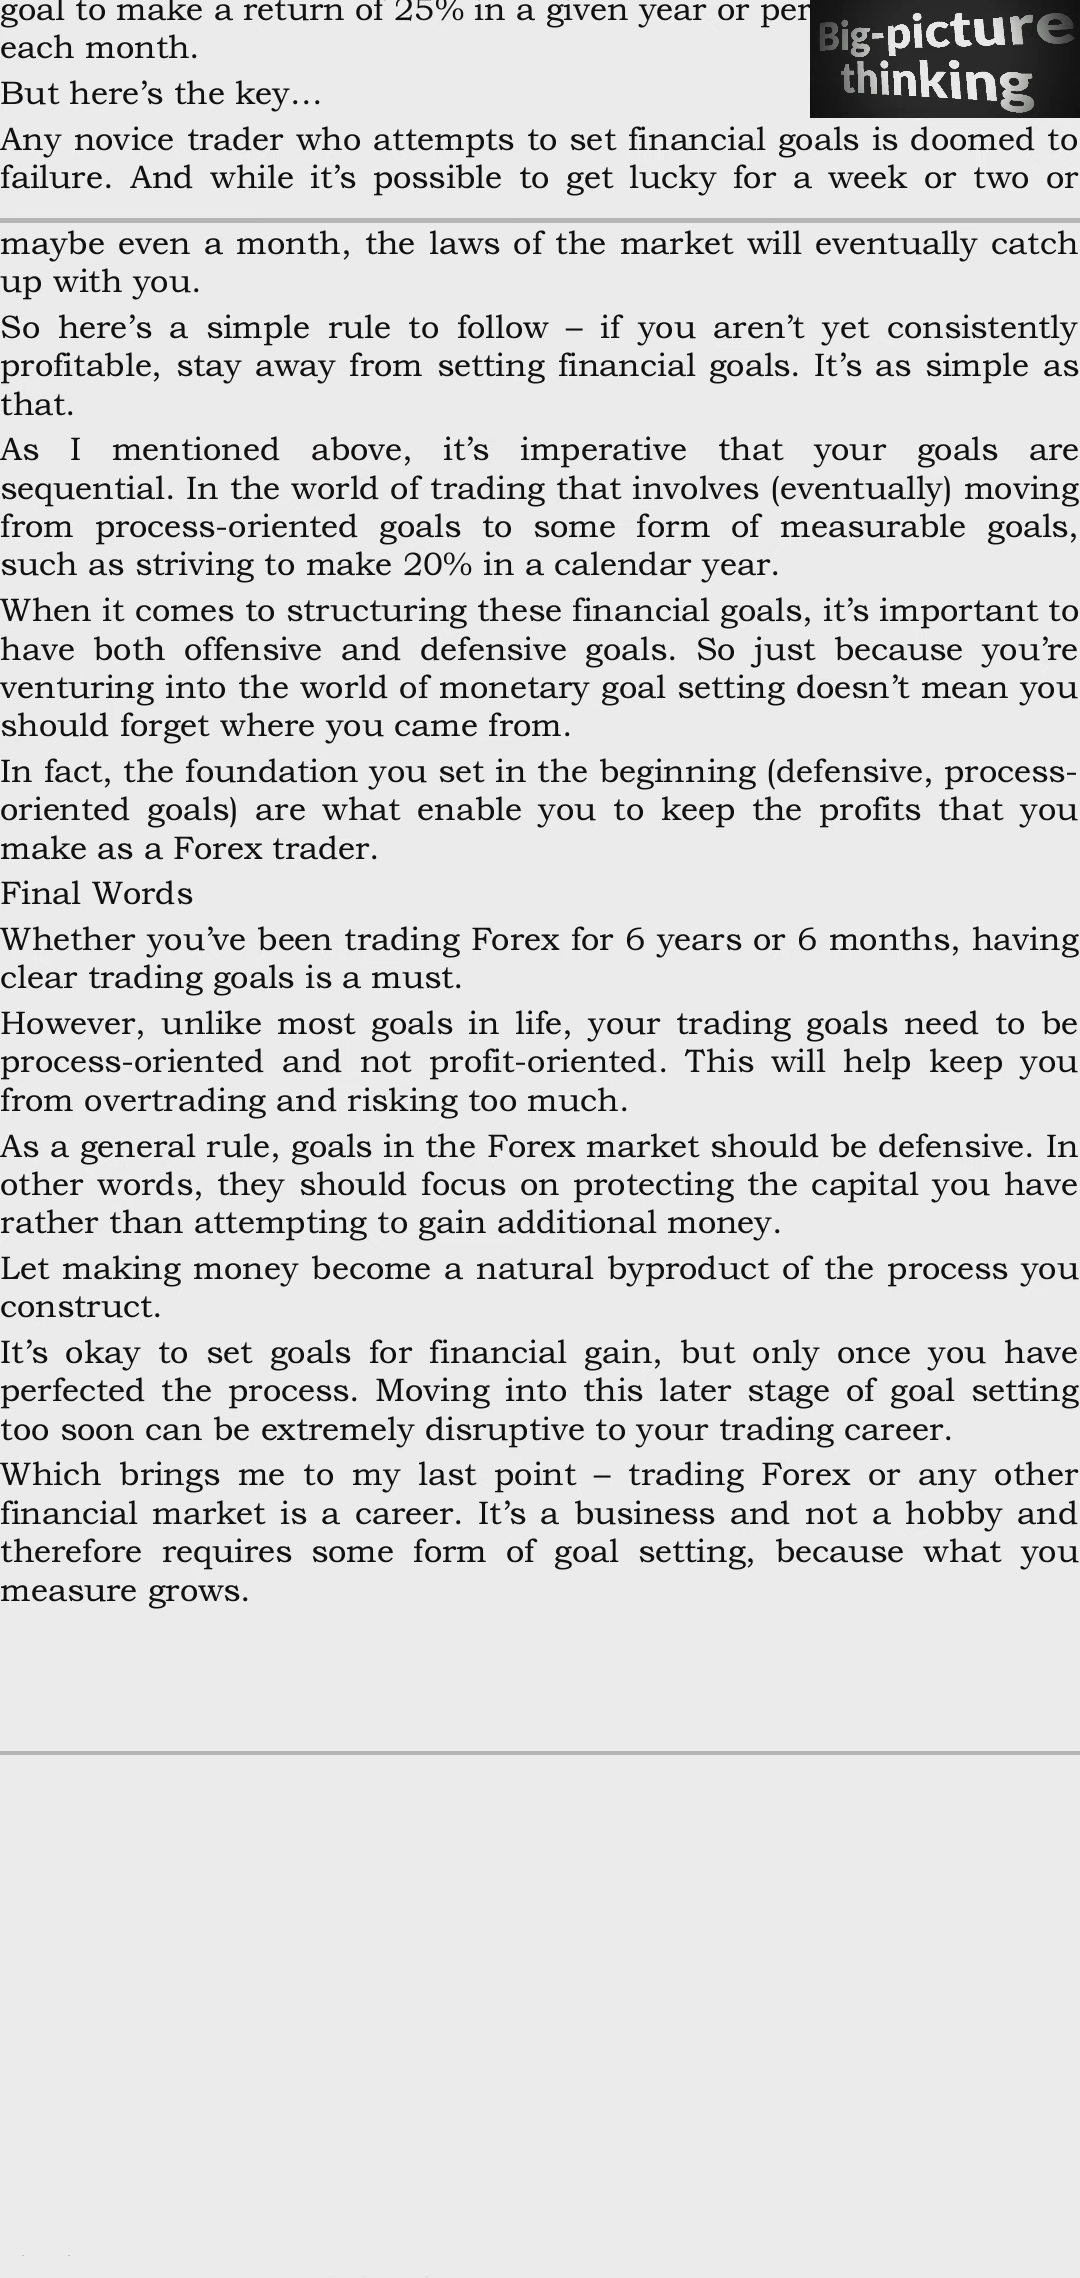 goal to make a return of 25% in a given year or per
each month.
Big-picture
thinking
But here’s the key…
Any novice trader who attempts to set financial goals is doomed to
failure. And while it’s possible to get lucky for a week or two or
maybe even a month, the laws of the market will eventually catch
up with you.
So here’s a simple rule to follow – if you aren’t yet consistently
profitable, stay away from setting financial goals. It’s as simple as
that.
As I mentioned above, it’s imperative that your goals are
sequential. In the world of trading that involves (eventually) moving
from process-oriented goals to some form of measurable goals,
such as striving to make 20% in a calendar year.
When it comes to structuring these financial goals, it’s important to
have both offensive and defensive goals. So just because you’re
venturing into the world of monetary goal setting doesn’t mean you
should forget where you came from.
In fact, the foundation you set in the beginning (defensive, process-
oriented goals) are what enable you to keep the profits that you
make as a Forex trader.
Final Words
Whether you’ve been trading Forex for 6 years or 6 months, having
clear trading goals is a must.
However, unlike most goals in life, your trading goals need to be
process-oriented and not profit-oriented. This will help keep you
from overtrading and risking too much.
As a general rule, goals in the Forex market should be defensive. In
other words, they should focus on protecting the capital you have
rather than attempting to gain additional money.
Let making money become a natural byproduct of the process you
construct.
It’s okay to set goals for financial gain, but only once you have
perfected the process. Moving into this later stage of goal setting
too soon can be extremely disruptive to your trading career.
Which brings me to my last point – trading Forex or any other
financial market is a career. It’s a business and not a hobby and
therefore requires some form of goal setting, because what you
measure grows.